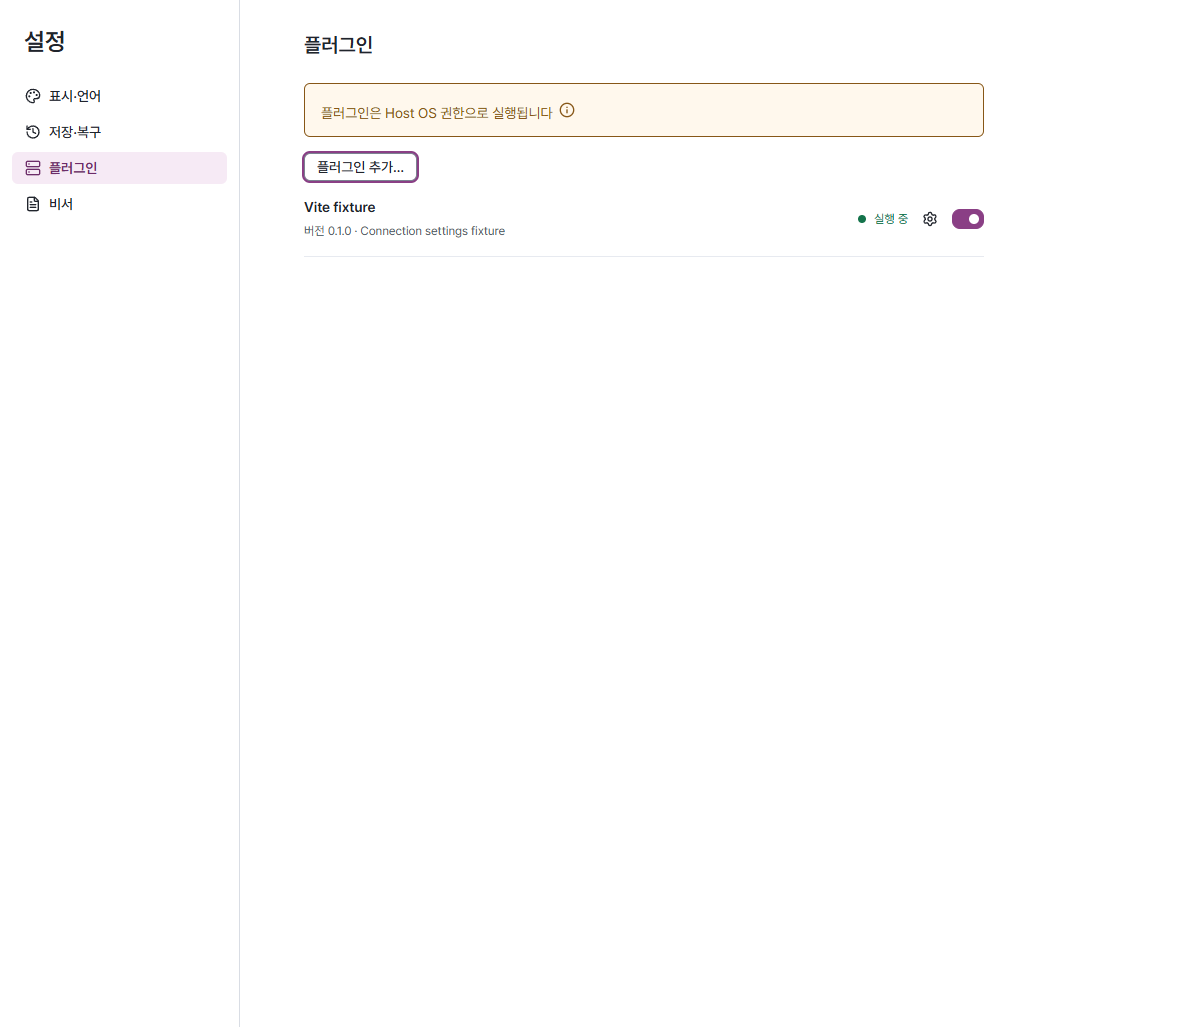 설정
표시·언어
저장·복구
플러그인
비서
플러그인
플러그인은 Host OS 권한으로 실행됩니다
플러그인 추가...
Vite fixture
버전 0.1.0 · Connection settings fixture
실행 중